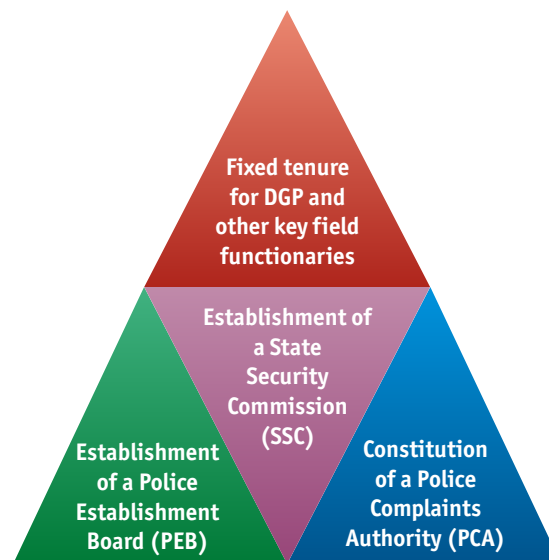 Fixed tenure
for DGP and
other key field
functionaries
Establishment of
a State
Security
Commission
(SSC)
Establishment
of a Police
Establishment
Board (PEB)
Constitution
of a Police
Complaints
Authority (PCA)